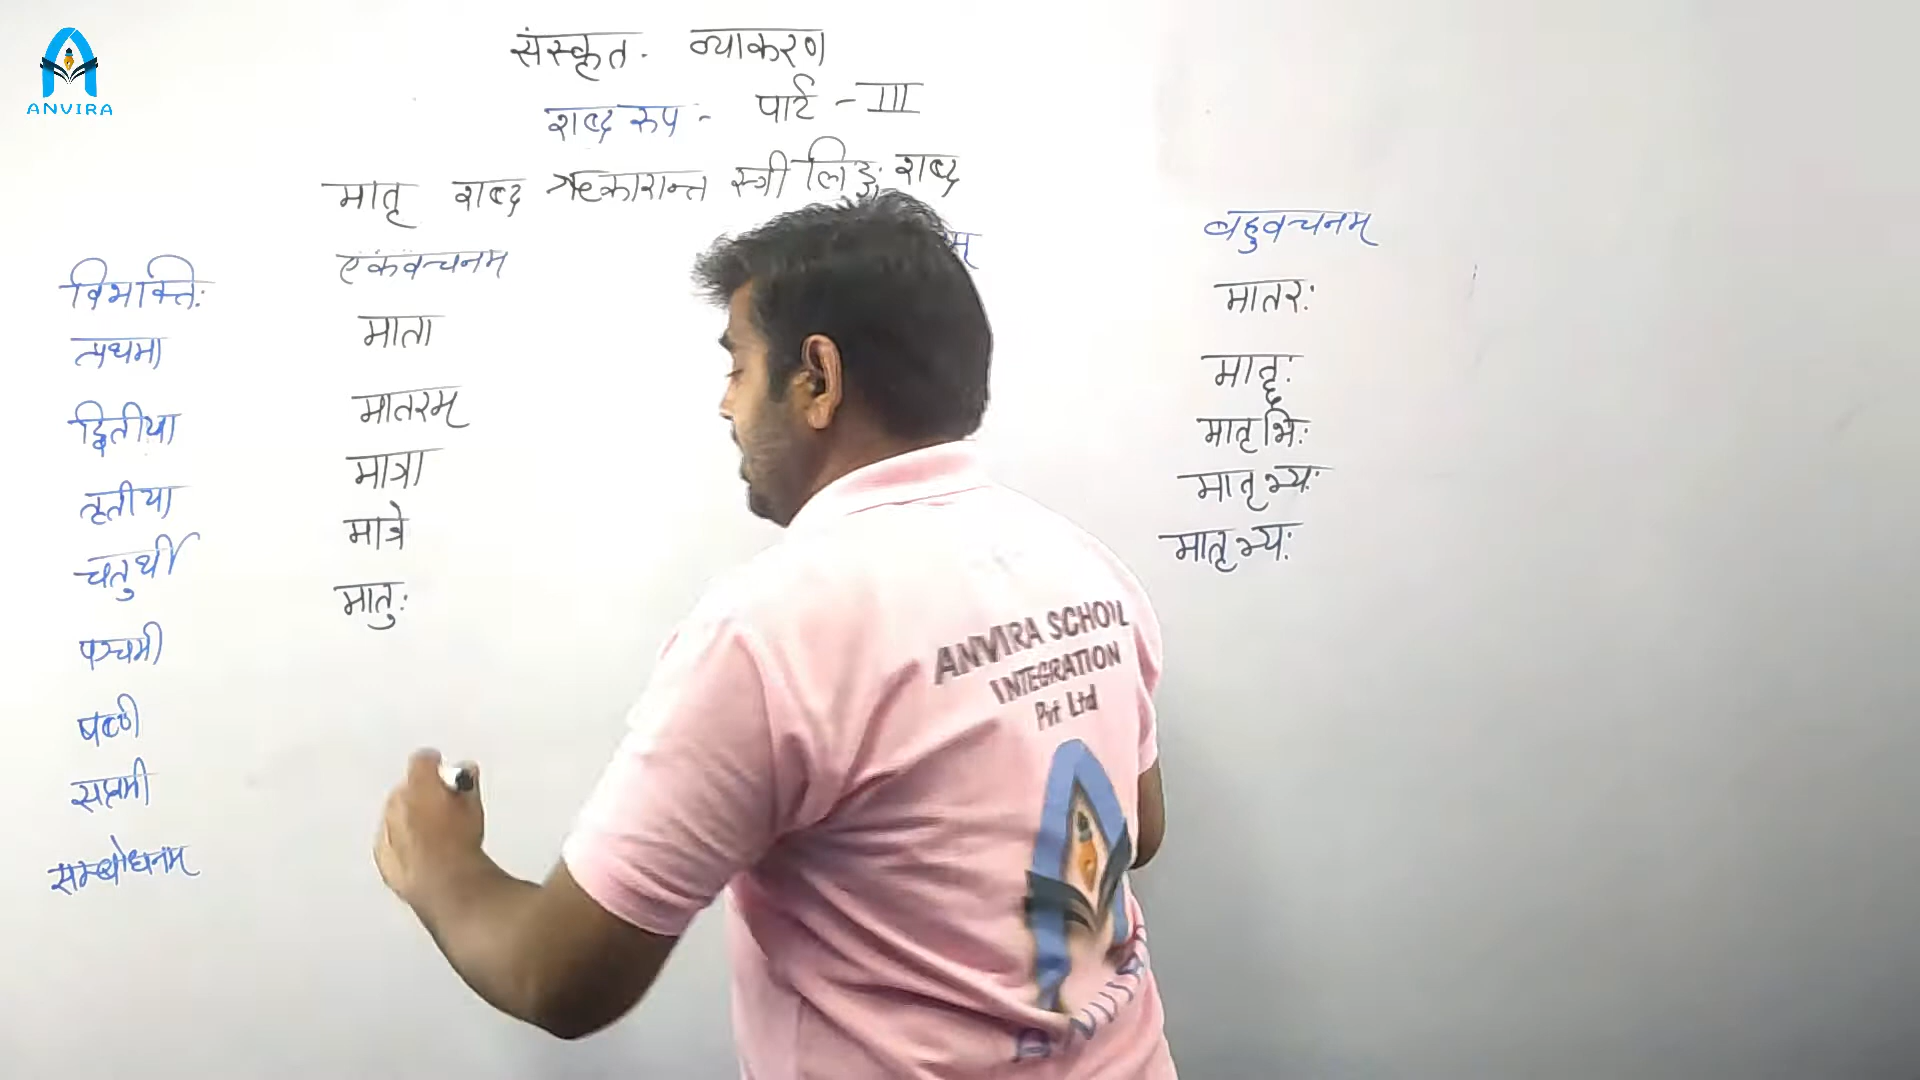 ANVIRA
संस्कृत - व्याकरण
शब्द रूप - पार्ट - III
मातृ शब्द ऋकारान्त स्त्री लिङ्ग शब्द
विभक्तिः एकवचनम् म् बहुवचनम्
प्रथमा माता मातरः
द्वितीया मातरम् मातॄः
तृतीया मात्रा मातृभिः
चतुर्थी मात्रे मातृभ्यः
पञ्चमी मातुः मातृभ्यः
षष्ठी
सप्तमी
सम्बोधनम्
ANVIRA SCHOOL
INTEGRATION
Pvt Ltd